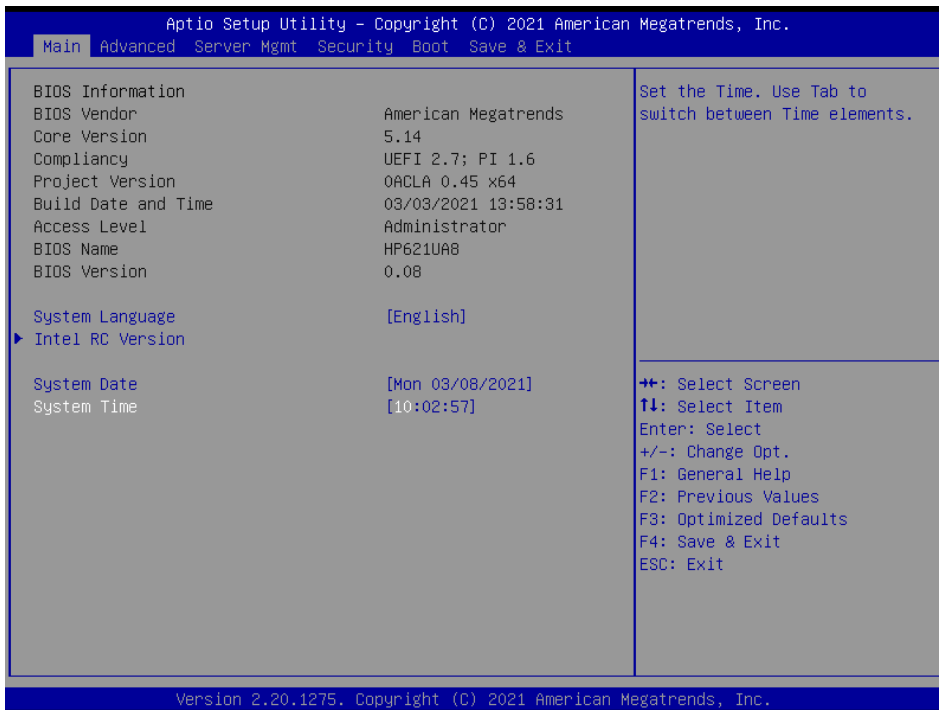 Aptio Setup Utility – Copyright (C) 2021 American Megatrends, Inc.
Main Advanced Server Mgmt Security Boot Save & Exit
BIOS Information
BIOS Vendor American Megatrends
Core Version 5.14
Compliancy UEFI 2.7; PI 1.6
Project Version 0ACLA 0.45 x64
Build Date and Time 03/03/2021 13:58:31
Access Level Administrator
BIOS Name HP621UA8
BIOS Version 0.08
System Language [English]
Intel RC Version
System Date [Mon 03/08/2021]
System Time [10:02:57]
Set the Time. Use Tab to
switch between Time elements.
→←: Select Screen
↑↓: Select Item
Enter: Select
+/-: Change Opt.
F1: General Help
F2: Previous Values
F3: Optimized Defaults
F4: Save & Exit
ESC: Exit
Version 2.20.1275. Copyright (C) 2021 American Megatrends, Inc.